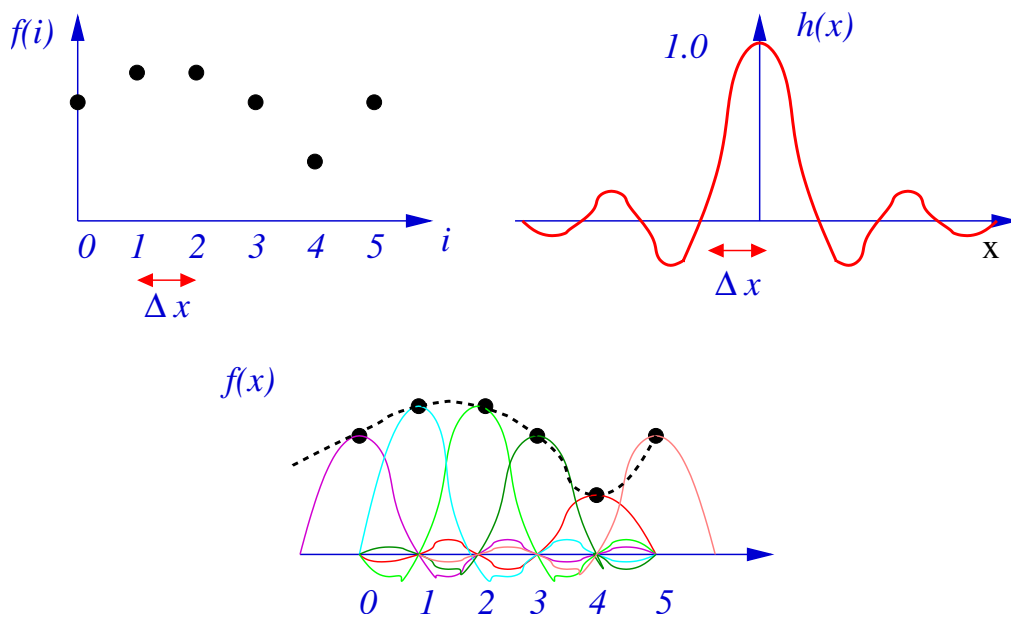 f(i)
0 1 2 3 4 5 i
Δ x
h(x)
1.0
x
Δ x
f(x)
0 1 2 3 4 5